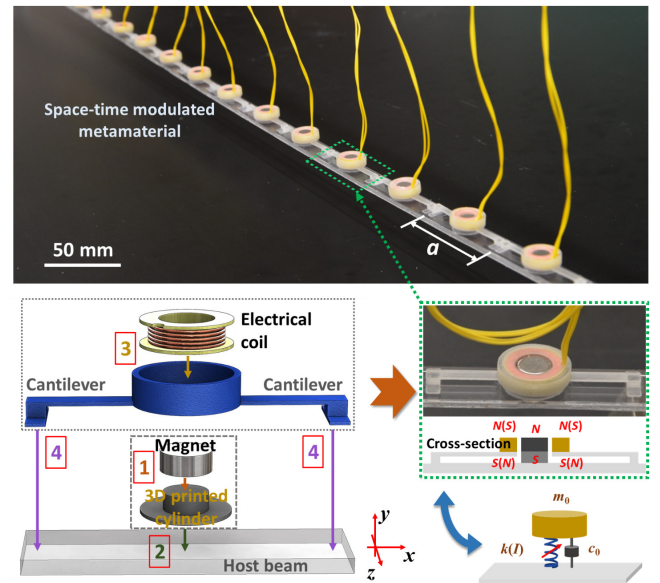 Space-time modulated
metamaterial
50 mm
a
Electrical
coil
3
Cantilever
Cantilever
4
4
Magnet
1
3D printed
cylinder
2
Host beam
y
x
z
N(S)
N
N(S)
Cross-section
S(N)
S
S(N)
m0
k(I)
c0